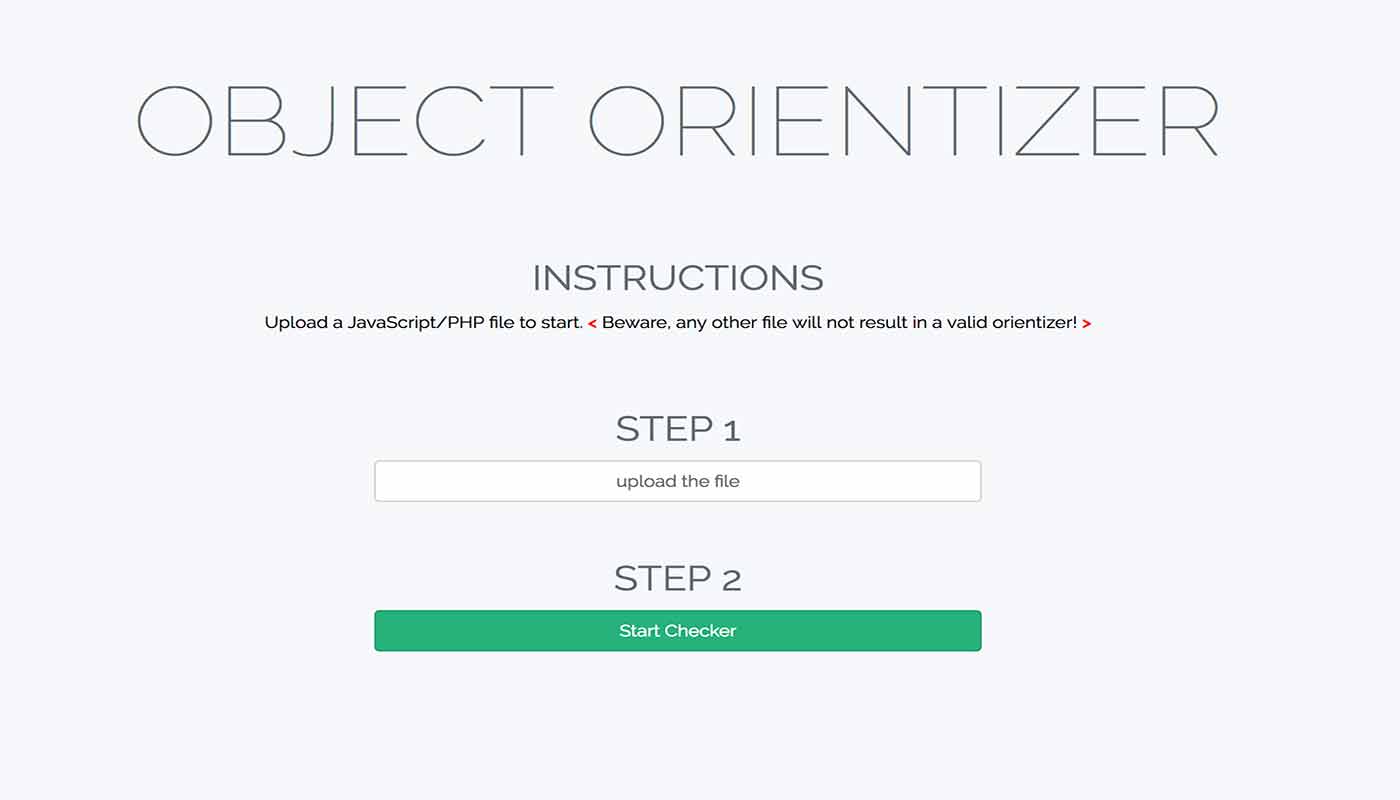 OBJECT ORIENTIZER
INSTRUCTIONS
Upload a JavaScript/PHP file to start. < Beware, any other file will not result in a valid orientizer! >
STEP 1
upload the file
STEP 2
Start Checker